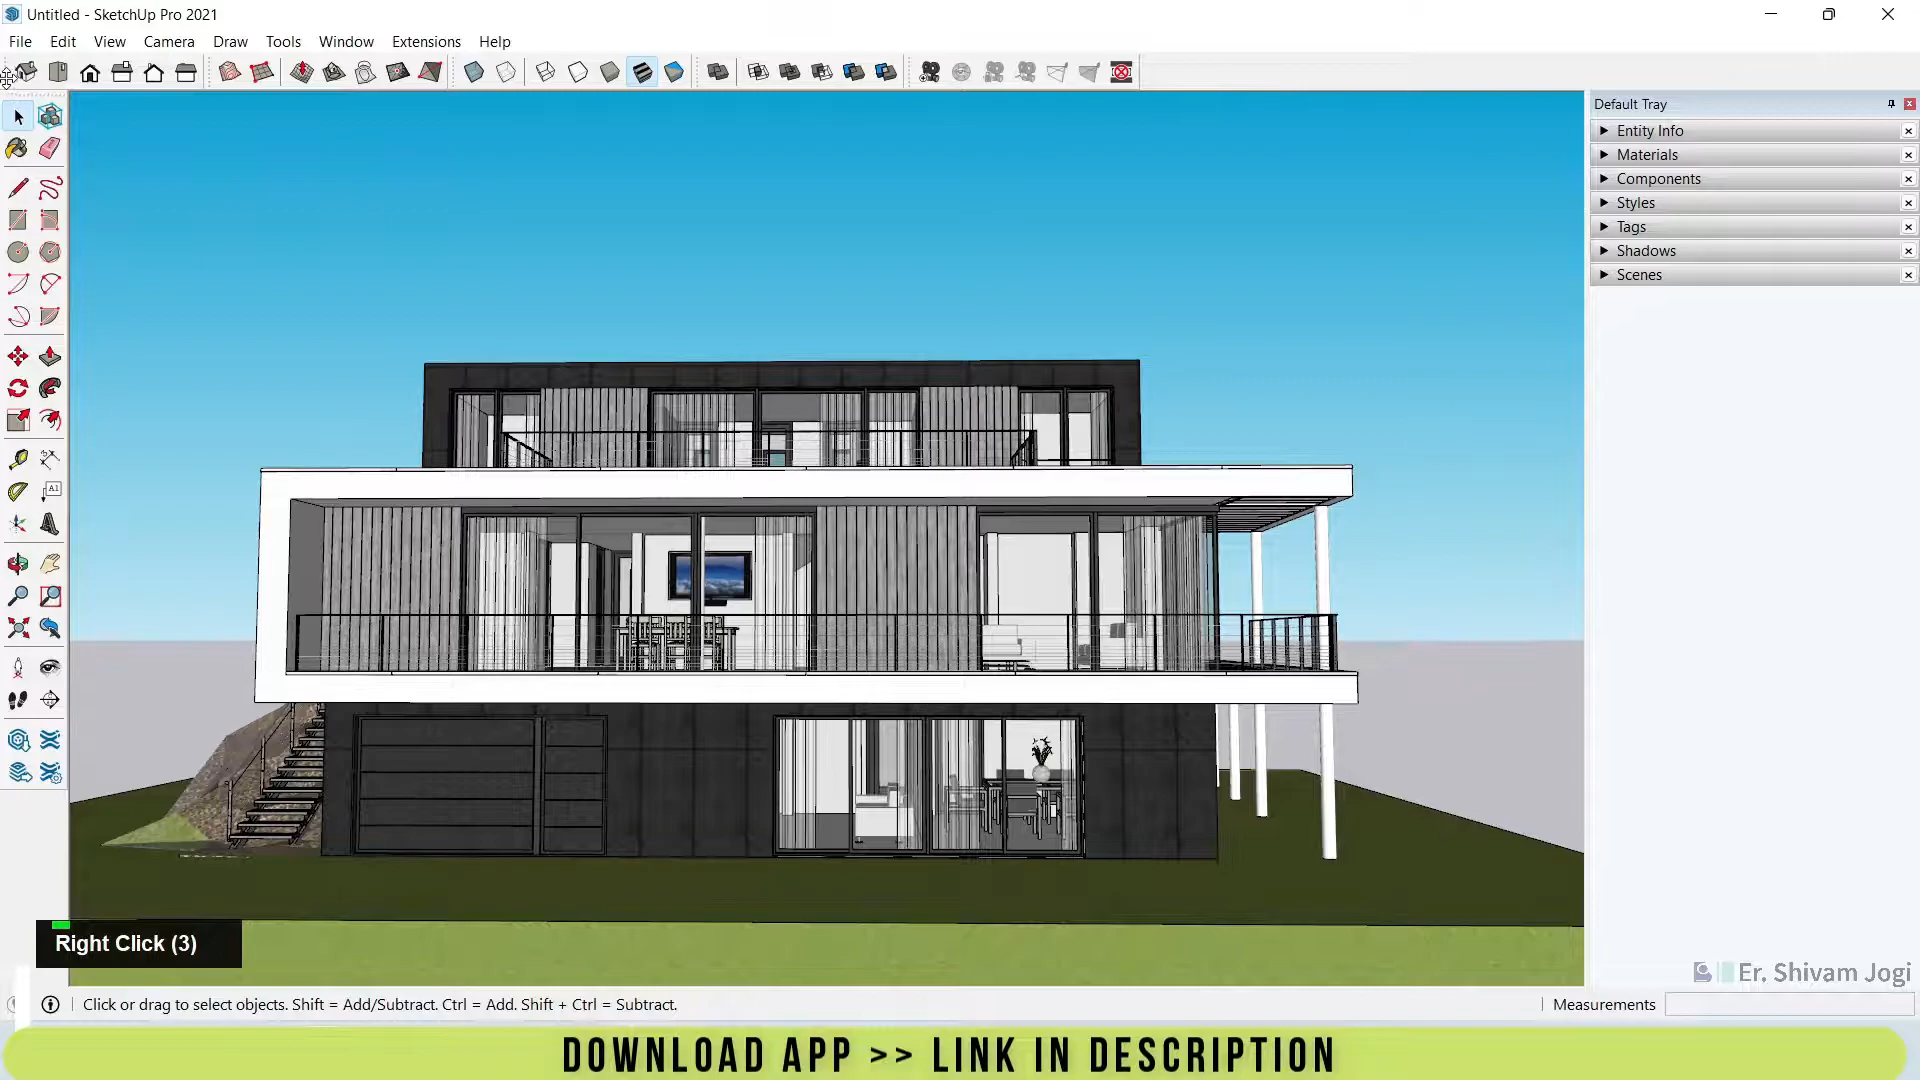 Untitled - SketchUp Pro 2021
File Edit View Camera Draw Tools Window Extensions Help
Default Tray
Entity Info
Materials
Components
Styles
Tags
Shadows
Scenes
A1
Right Click (3)
Er. Shivam Jogi
Click or drag to select objects. Shift = Add/Subtract. Ctrl = Add. Shift + Ctrl = Subtract.
Measurements
DOWNLOAD APP >> LINK IN DESCRIPTION